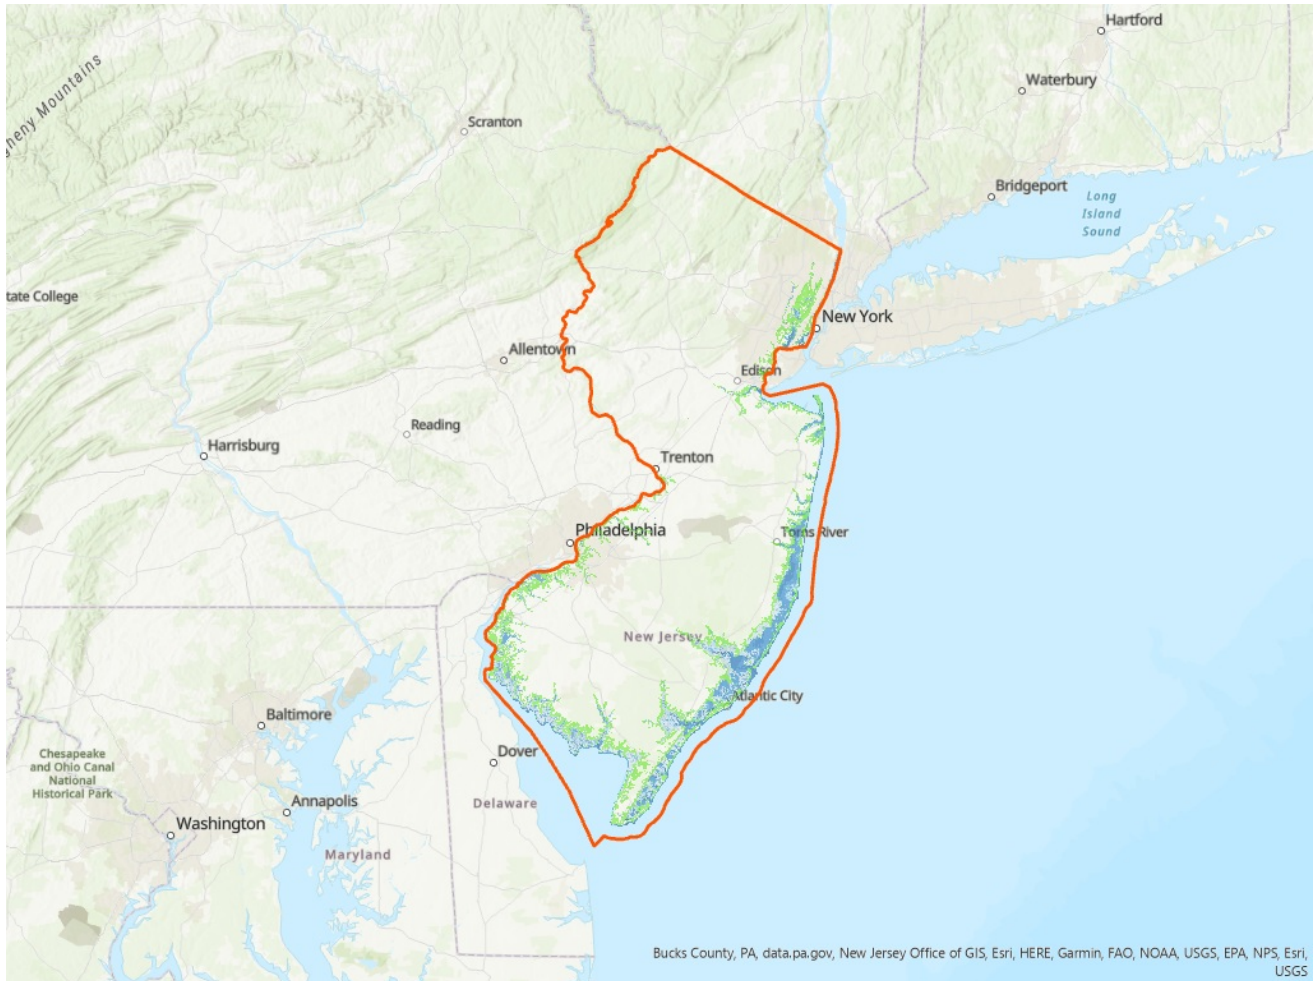 Hartford
Waterbury
gheny Mountains
Scranton
Bridgeport
Long
Island
Sound
tate College
New York
Allentown
Edison
Reading
Harrisburg
Trenton
Philadelphia
Toms River
New Jersey
Atlantic City
Baltimore
Dover
Chesapeake
and Ohio Canal
National
Historical Park
Annapolis
Delaware
Washington
Maryland
Bucks County, PA, data.pa.gov, New Jersey Office of GIS, Esri, HERE, Garmin, FAO, NOAA, USGS, EPA, NPS, Esri,
USGS